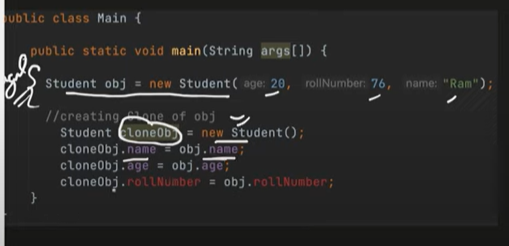 public class Main {
public static void main(String args[]) {
Student obj = new Student( age: 20, rollNumber: 76, name: "Ram");
//creating clone of obj
Student cloneObj = new Student();
cloneObj.name = obj.name;
cloneObj.age = obj.age;
cloneObj.rollNumber = obj.rollNumber;
}